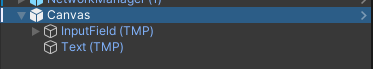 NetworkManager (1)
Canvas
InputField (TMP)
Text (TMP)